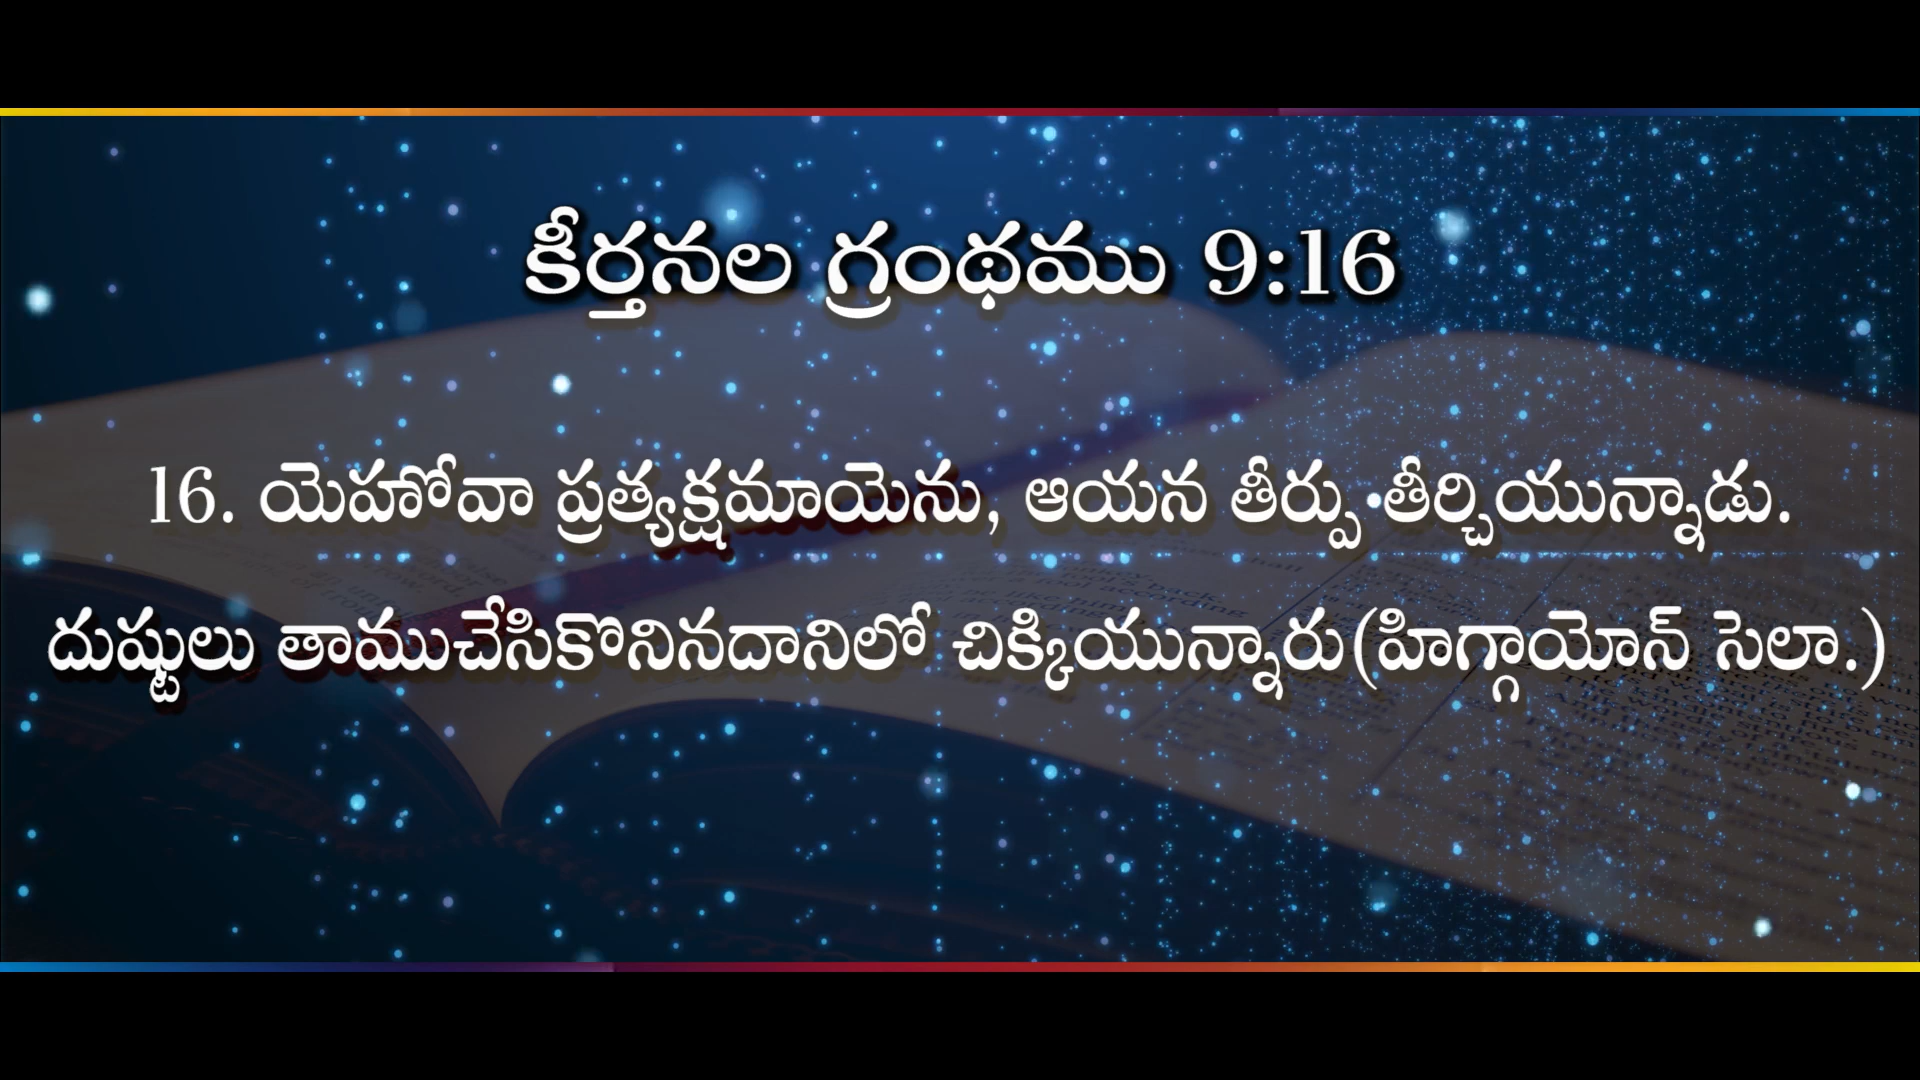 కీర్తనల గ్రంథము 9:16
16. యెహోవా ప్రత్యక్షమాయెను, ఆయన తీర్పు తీర్చియున్నాడు.
దుష్టులు తాముచేసికొనినదానిలో చిక్కియున్నారు(హిగ్గాయోన్ సెలా.)